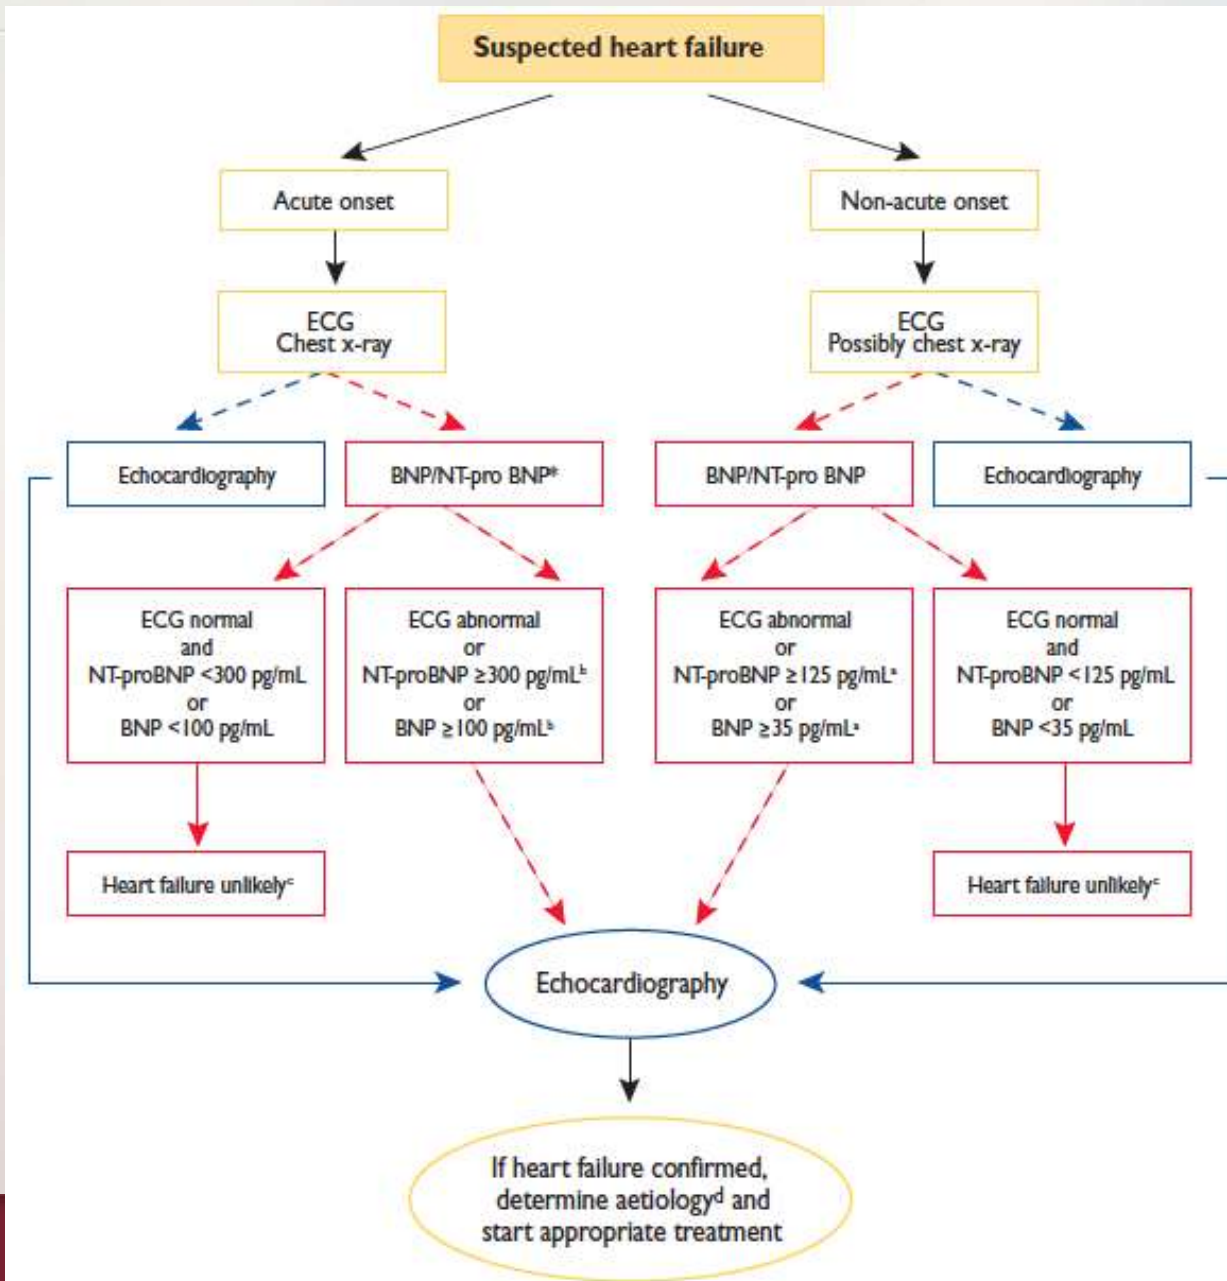 Suspected heart failure
Acute onset
Non-acute onset
ECG
Chest x-ray
ECG
Possibly chest x-ray
Echocardiography
BNP/NT-pro BNP*
BNP/NT-pro BNP
Echocardiography
ECG normal
and
NT-proBNP <300 pg/mL
or
BNP <100 pg/mL
ECG abnormal
or
NT-proBNP ≥300 pg/mLᵇ
or
BNP ≥100 pg/mLᵇ
ECG abnormal
or
NT-proBNP ≥125 pg/mLᵃ
or
BNP ≥35 pg/mLᵃ
ECG normal
and
NT-proBNP <125 pg/mL
or
BNP <35 pg/mL
Heart failure unlikelyᶜ
Heart failure unlikelyᶜ
Echocardiography
If heart failure confirmed,
determine aetiologyᵈ and
start appropriate treatment